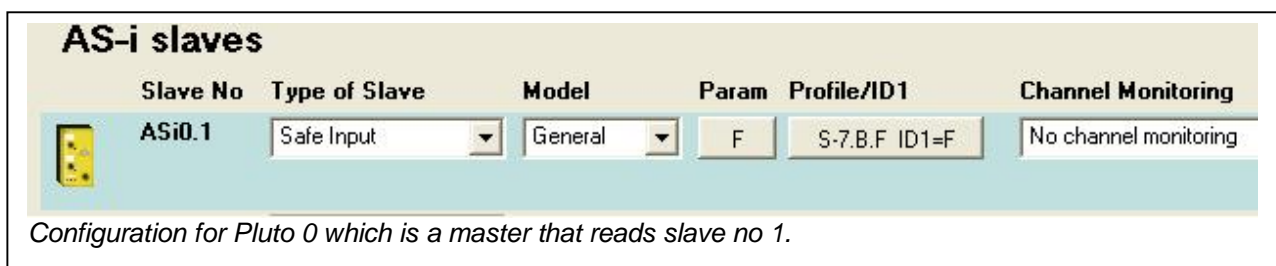 AS-i slaves
Slave No Type of Slave Model Param Profile/ID1 Channel Monitoring
ASi0.1 Safe Input General F S-7.B.F ID1=F No channel monitoring
Configuration for Pluto 0 which is a master that reads slave no 1.